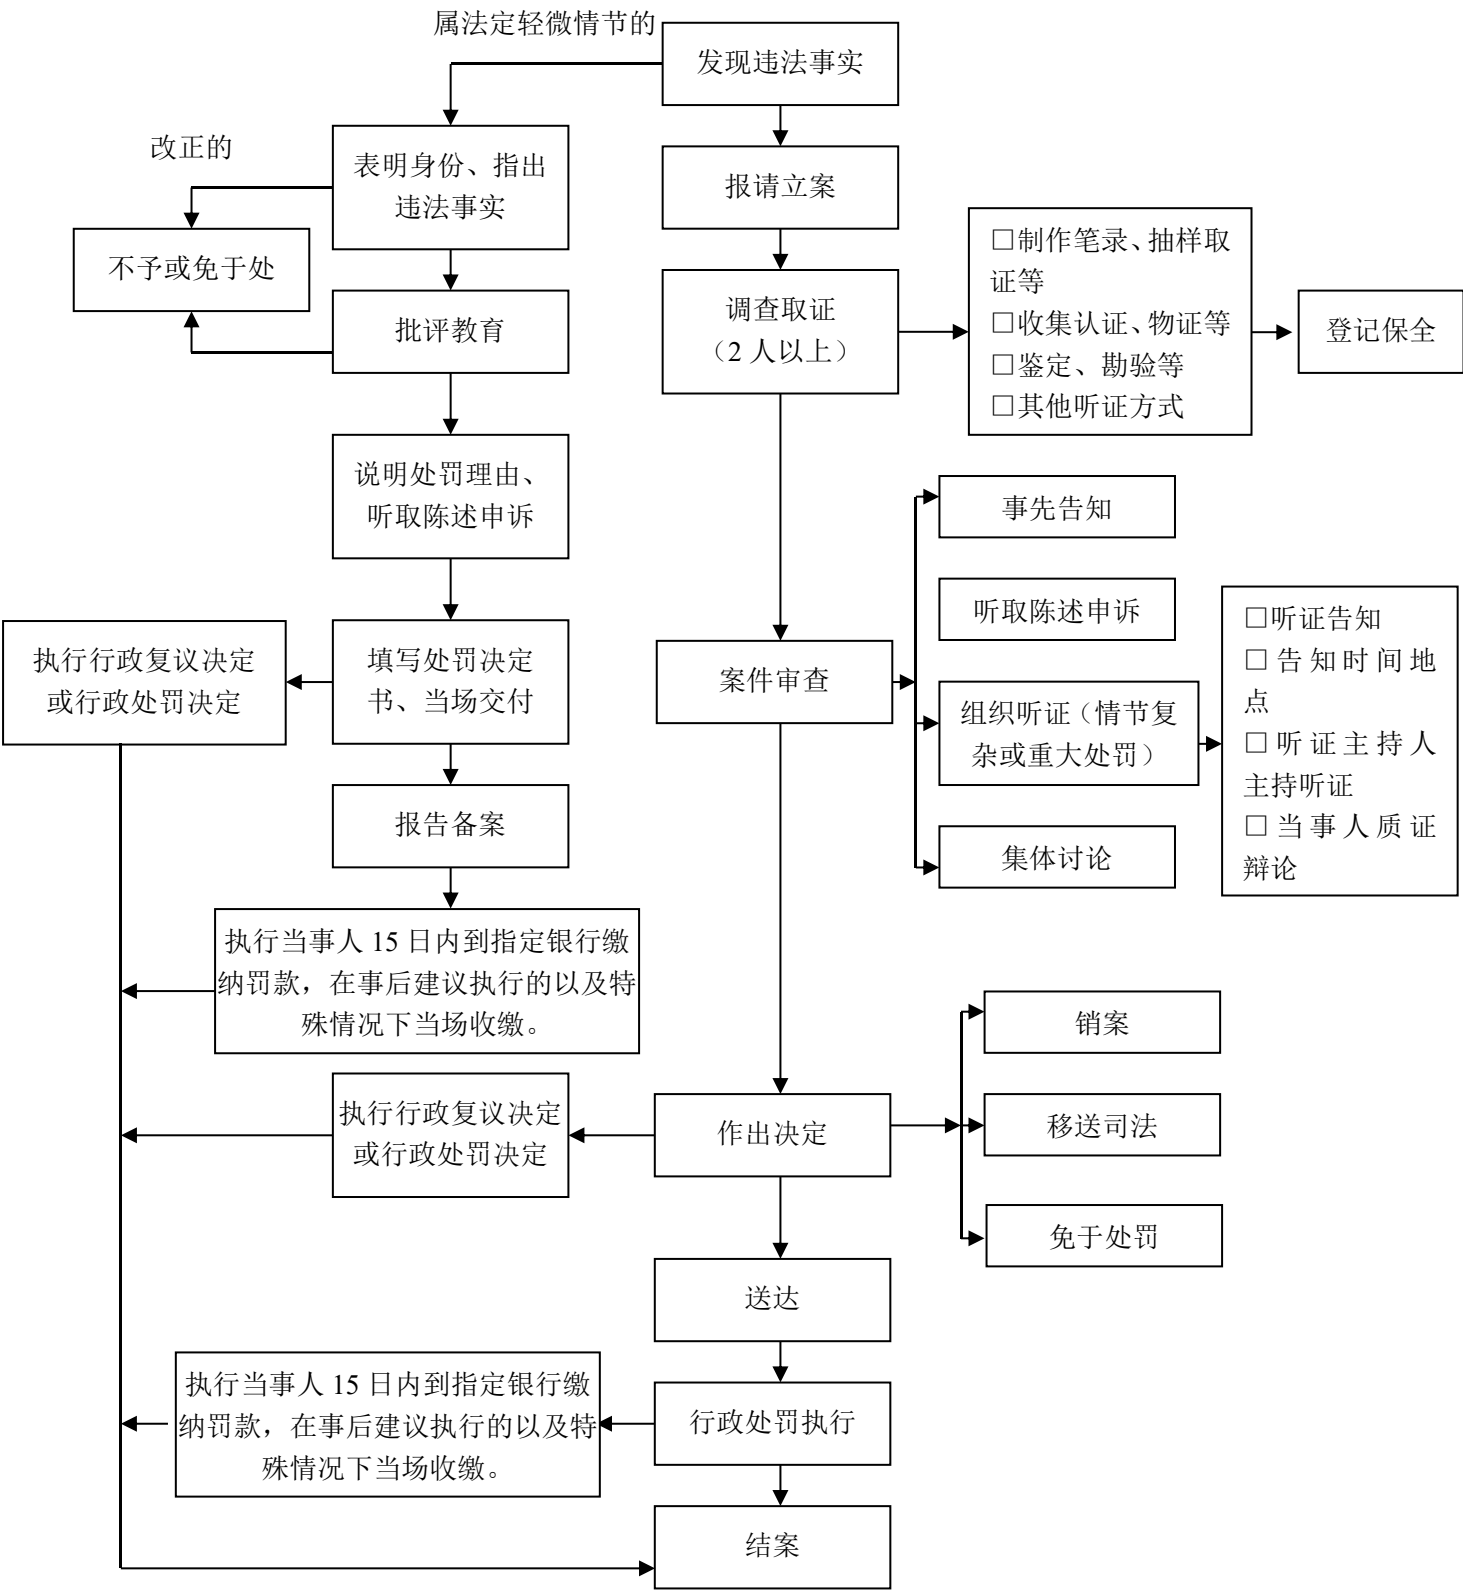 属法定轻微情节的
发现违法事实
改正的
表明身份、指出
违法事实
报请立案
不予或免于处
批评教育
调查取证
（2 人以上）
□制作笔录、抽样取
证等
□收集认证、物证等
□鉴定、勘验等
□其他听证方式
登记保全
说明处罚理由、
听取陈述申诉
事先告知
听取陈述申诉
执行行政复议决定
或行政处罚决定
填写处罚决定
书、当场交付
案件审查
组织听证（情节复
杂或重大处罚）
□听证告知
□告知时间地
点
□听证主持人
主持听证
□当事人质证
辩论
报告备案
集体讨论
执行当事人 15 日内到指定银行缴
纳罚款，在事后建议执行的以及特
殊情况下当场收缴。
销案
执行行政复议决定
或行政处罚决定
作出决定
移送司法
免于处罚
送达
执行当事人 15 日内到指定银行缴
纳罚款，在事后建议执行的以及特
殊情况下当场收缴。
行政处罚执行
结案